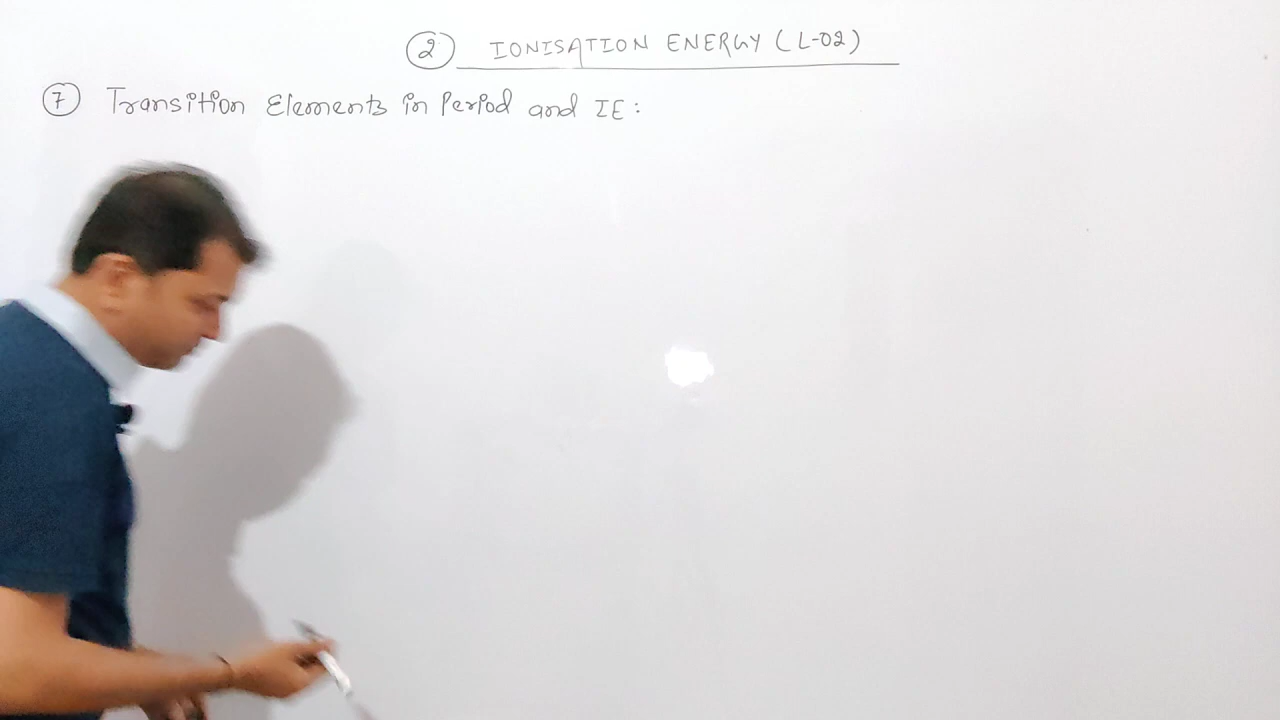 ② IONISATION ENERGY (L-02)
⑦ Transition Elements in Period and IE: